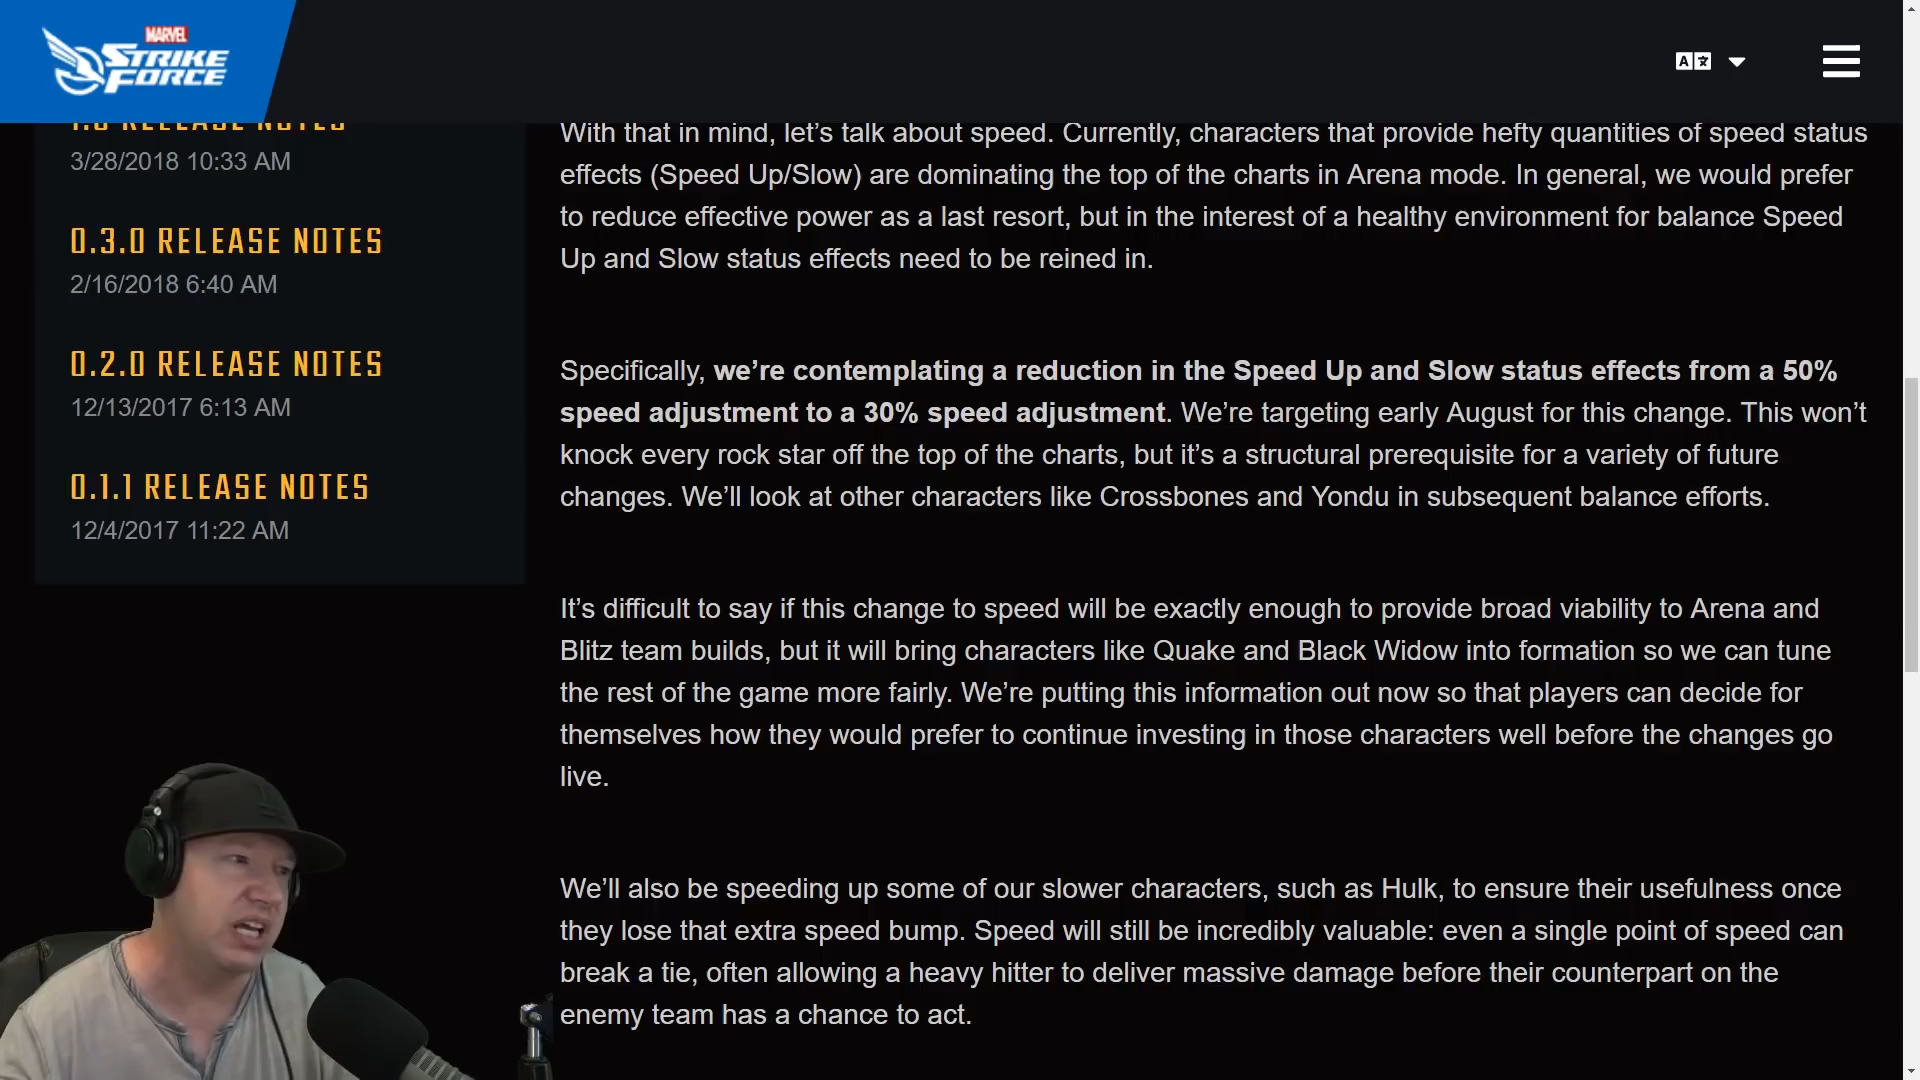 MARVEL
STRIKE
FORCE
1.0 RELEASE NOTES
3/28/2018 10:33 AM
0.3.0 RELEASE NOTES
2/16/2018 6:40 AM
0.2.0 RELEASE NOTES
12/13/2017 6:13 AM
0.1.1 RELEASE NOTES
12/4/2017 11:22 AM
With that in mind, let’s talk about speed. Currently, characters that provide hefty quantities of speed status
effects (Speed Up/Slow) are dominating the top of the charts in Arena mode. In general, we would prefer
to reduce effective power as a last resort, but in the interest of a healthy environment for balance Speed
Up and Slow status effects need to be reined in.
Specifically, we’re contemplating a reduction in the Speed Up and Slow status effects from a 50%
speed adjustment to a 30% speed adjustment. We’re targeting early August for this change. This won’t
knock every rock star off the top of the charts, but it’s a structural prerequisite for a variety of future
changes. We’ll look at other characters like Crossbones and Yondu in subsequent balance efforts.
It’s difficult to say if this change to speed will be exactly enough to provide broad viability to Arena and
Blitz team builds, but it will bring characters like Quake and Black Widow into formation so we can tune
the rest of the game more fairly. We’re putting this information out now so that players can decide for
themselves how they would prefer to continue investing in those characters well before the changes go
live.
We’ll also be speeding up some of our slower characters, such as Hulk, to ensure their usefulness once
they lose that extra speed bump. Speed will still be incredibly valuable: even a single point of speed can
break a tie, often allowing a heavy hitter to deliver massive damage before their counterpart on the
enemy team has a chance to act.